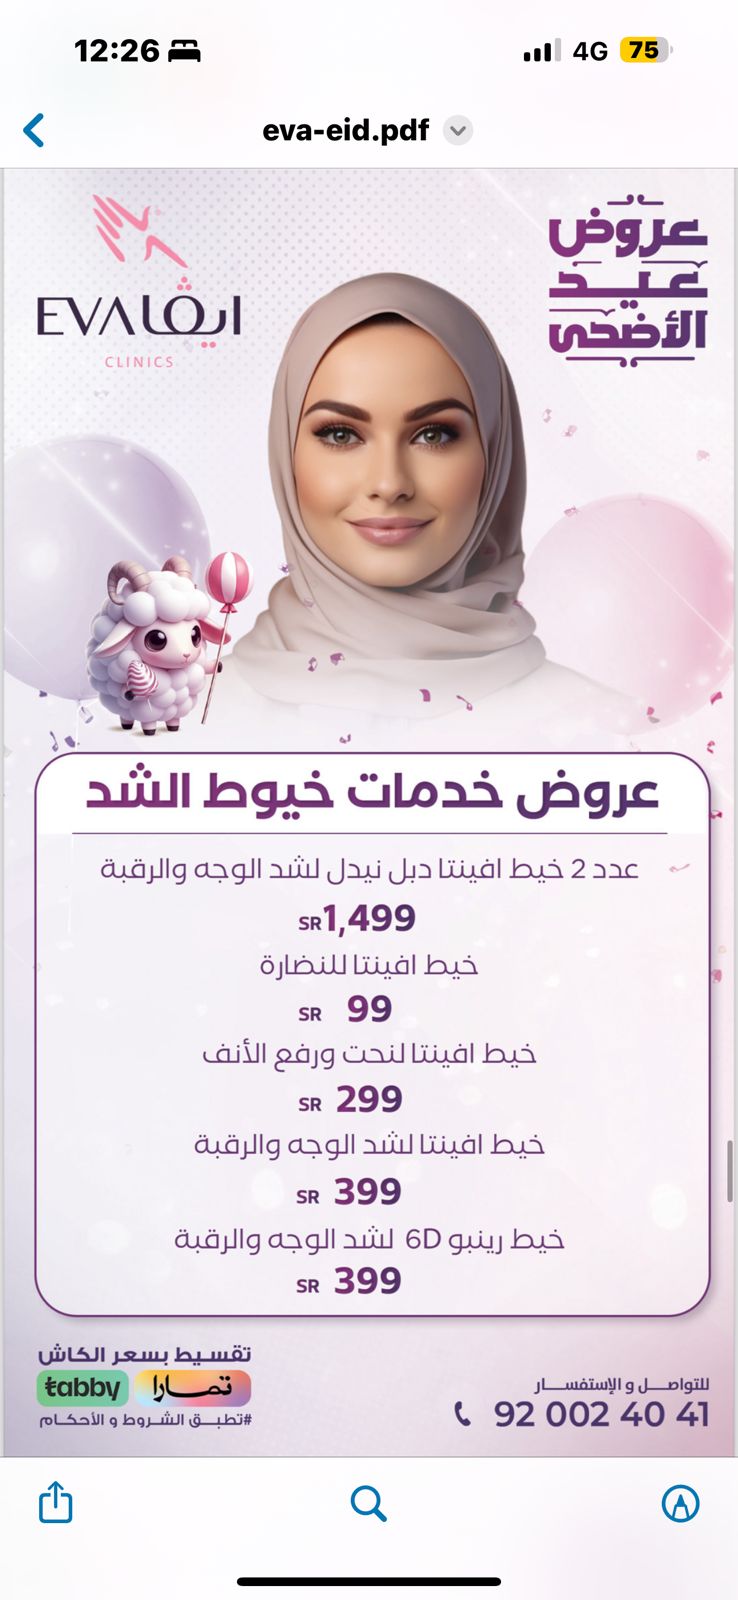 12:26
4G 75
eva-eid.pdf
EVA ايڤا
CLINICS
عروض
عيد
الأضحى
عروض خدمات خيوط الشد
عدد 2 خيط افينتا دبل نيدل لشد الوجه والرقبة
SR 1,499
خيط افينتا للنضارة
SR 99
خيط افينتا لنحت ورفع الأنف
SR 299
خيط افينتا لشد الوجه والرقبة
SR 399
خيط رينبو 6D لشد الوجه والرقبة
SR 399
تقسيط بسعر الكاش
tabby تمارا
#تطبق الشروط و الأحكام
للتواصل و الإستفسار
92 002 40 41